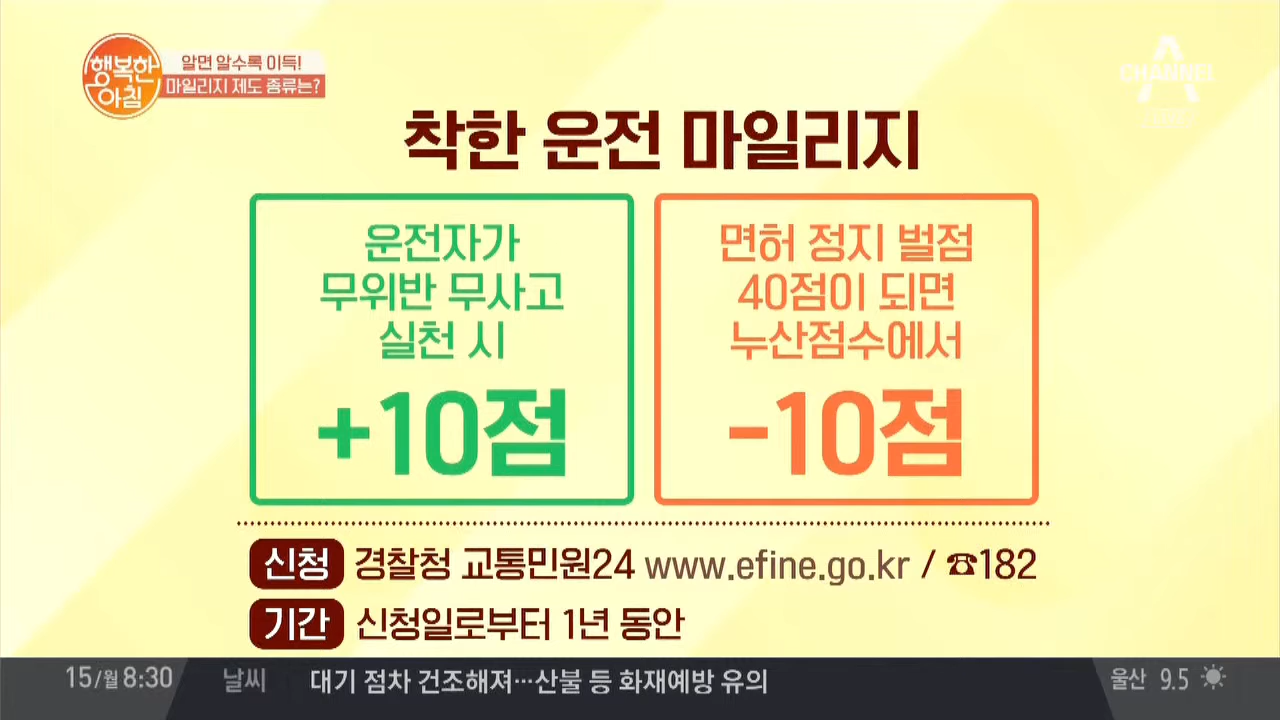 행복한
아침
알면 알수록 이득!
마일리지 제도 종류는?
CHANNEL
착한 운전 마일리지
운전자가
무위반 무사고
실천 시
+10점
면허 정지 벌점
40점이 되면
누산점수에서
-10점
신청 경찰청 교통민원24 www.efine.go.kr / ☎182
기간 신청일로부터 1년 동안
15/월 8:30 날씨 대기 점차 건조해져…산불 등 화재예방 유의 울산 9.5